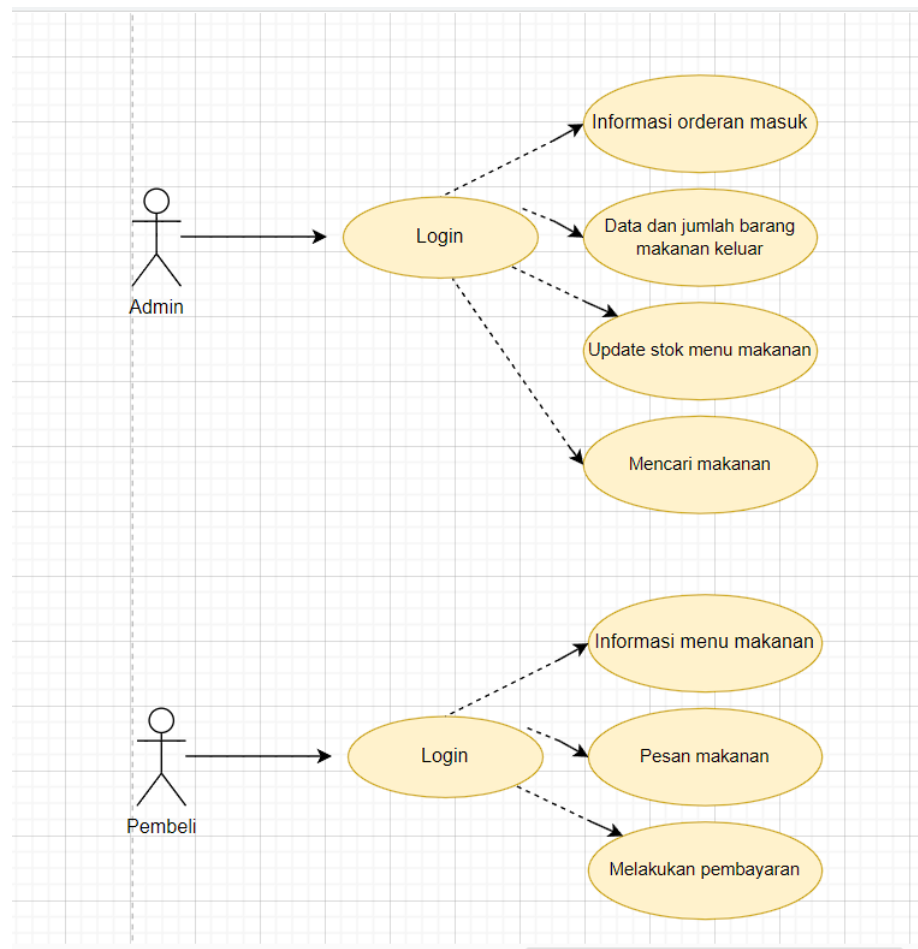 Informasi orderan masuk
Login
Data dan jumlah barang
makanan keluar
Admin
Update stok menu makanan
Mencari makanan
Informasi menu makanan
Login
Pesan makanan
Pembeli
Melakukan pembayaran